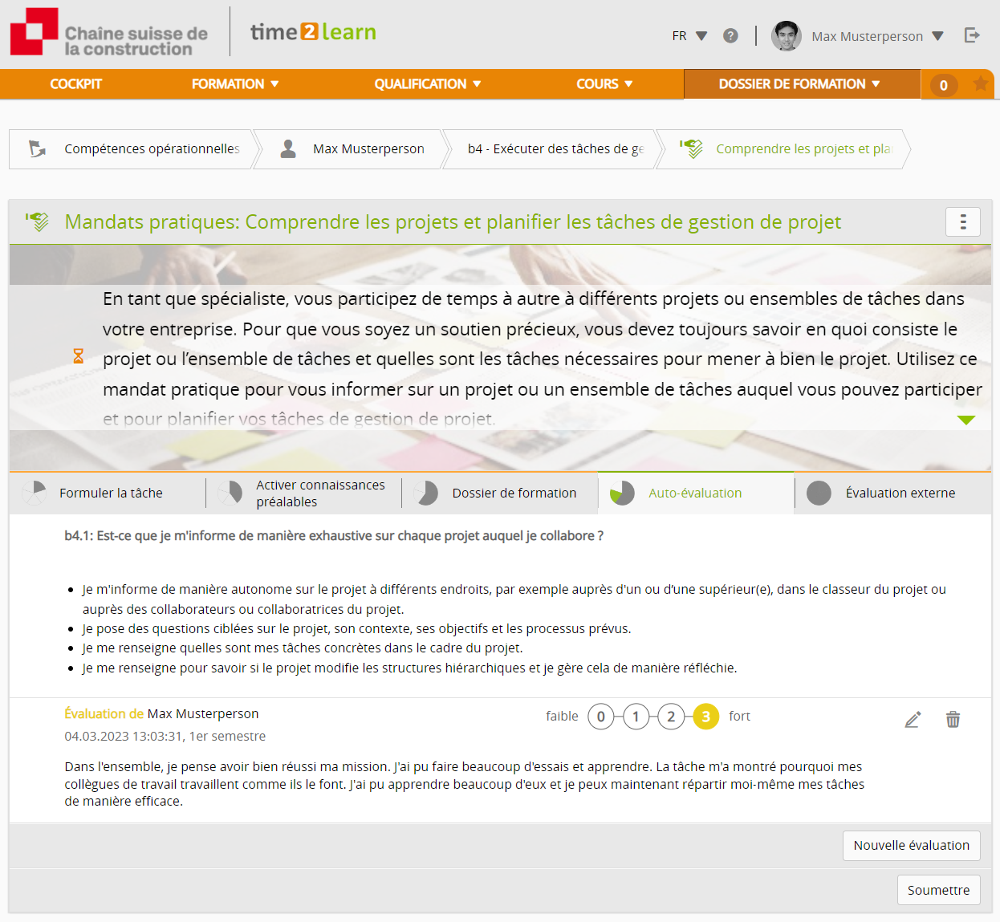 Chaîne suisse de
la construction
time2learn
FR
?
Max Musterperson
COCKPIT
FORMATION
QUALIFICATION
COURS
DOSSIER DE FORMATION
0
Compétences opérationnelles
Max Musterperson
b4 - Exécuter des tâches de ge
Comprendre les projets et pla
Mandats pratiques: Comprendre les projets et planifier les tâches de gestion de projet
En tant que spécialiste, vous participez de temps à autre à différents projets ou ensembles de tâches dans
votre entreprise. Pour que vous soyez un soutien précieux, vous devez toujours savoir en quoi consiste le
projet ou l’ensemble de tâches et quelles sont les tâches nécessaires pour mener à bien le projet. Utilisez ce
mandat pratique pour vous informer sur un projet ou un ensemble de tâches auquel vous pouvez participer
et pour planifier vos tâches de gestion de projet.
Formuler la tâche
Activer connaissances
préalables
Dossier de formation
Auto-évaluation
Évaluation externe
b4.1: Est-ce que je m'informe de manière exhaustive sur chaque projet auquel je collabore ?
Je m'informe de manière autonome sur le projet à différents endroits, par exemple auprès d'un ou d’une supérieur(e), dans le classeur du projet ou
auprès des collaborateurs ou collaboratrices du projet.
Je pose des questions ciblées sur le projet, son contexte, ses objectifs et les processus prévus.
Je me renseigne quelles sont mes tâches concrètes dans le cadre du projet.
Je me renseigne pour savoir si le projet modifie les structures hiérarchiques et je gère cela de manière réfléchie.
Évaluation de Max Musterperson
faible 0 1 2 3 fort
04.03.2023 13:03:31, 1er semestre
Dans l'ensemble, je pense avoir bien réussi ma mission. J'ai pu faire beaucoup d'essais et apprendre. La tâche m'a montré pourquoi mes
collègues de travail travaillent comme ils le font. J'ai pu apprendre beaucoup d'eux et je peux maintenant répartir moi-même mes tâches
de manière efficace.
Nouvelle évaluation
Soumettre